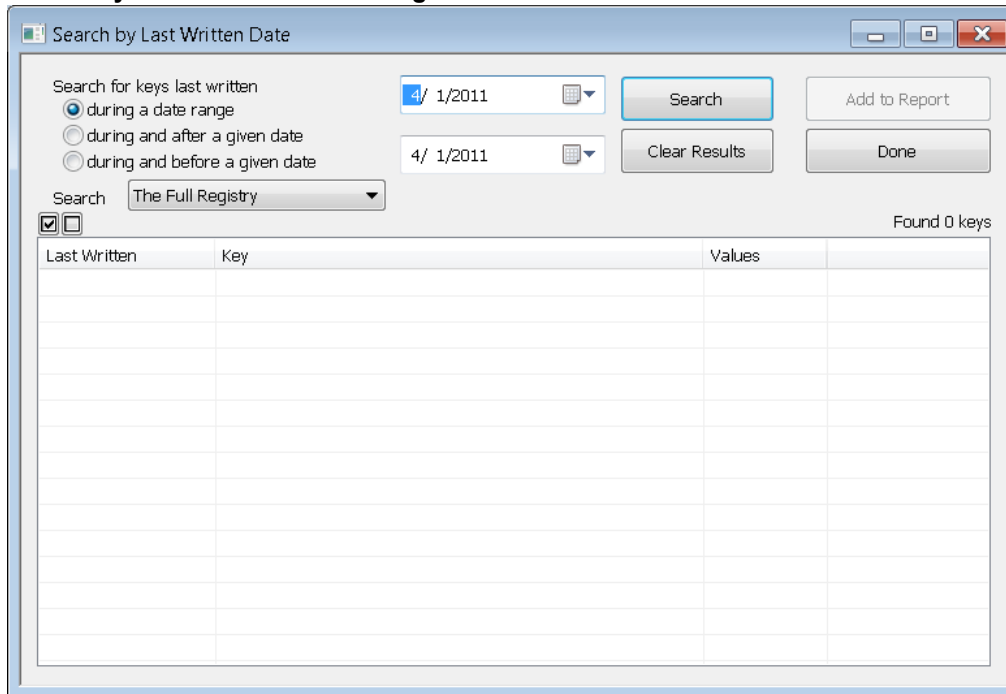 Search by Last Written Date
Search for keys last written
during a date range
during and after a given date
during and before a given date
4/ 1/2011
4/ 1/2011
Search
Clear Results
Add to Report
Done
Search The Full Registry
Found 0 keys
Last Written Key Values